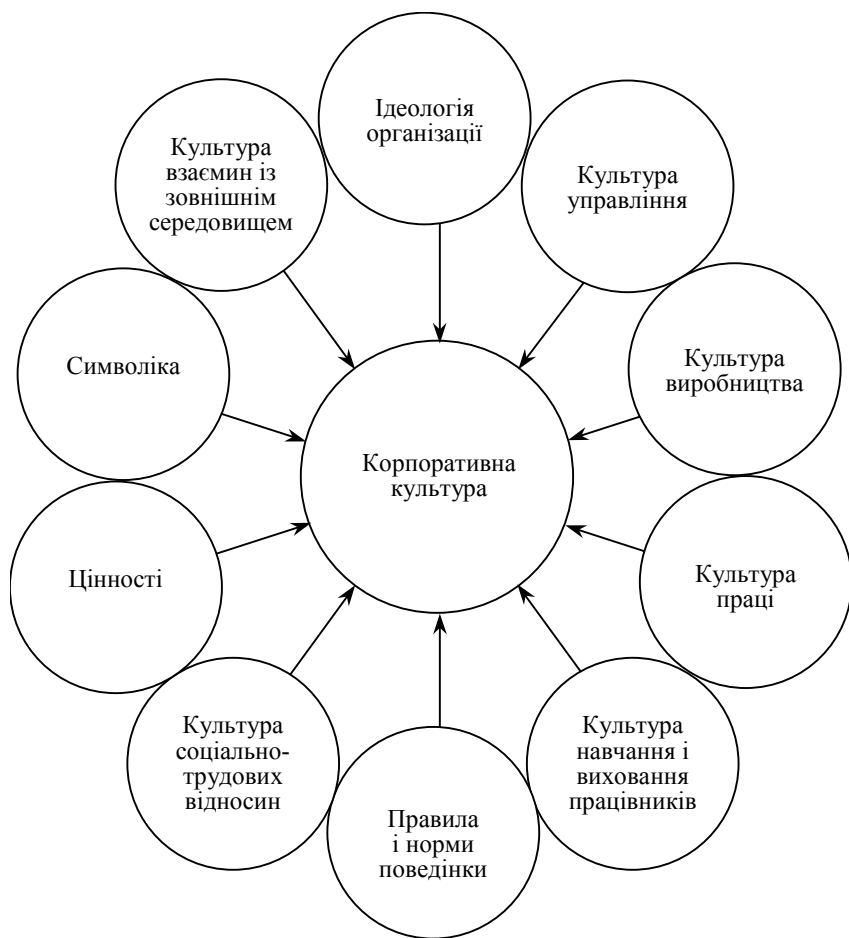 Ідеологія
організації
Культура
управління
Культура
виробництва
Культура
праці
Культура
навчання і
виховання
працівників
Правила
і норми
поведінки
Культура
соціально-
трудових
відносин
Цінності
Символіка
Культура
взаємин із
зовнішнім
середовищем
Корпоративна
культура